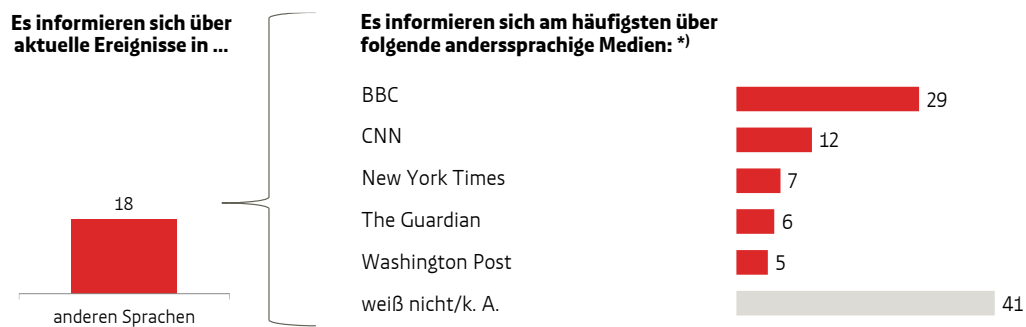 Es informieren sich über
aktuelle Ereignisse in ...
18
anderen Sprachen
Es informieren sich am häufigsten über
folgende anderssprachige Medien: *)
BBC 29
CNN 12
New York Times 7
The Guardian 6
Washington Post 5
weiß nicht/k. A. 41